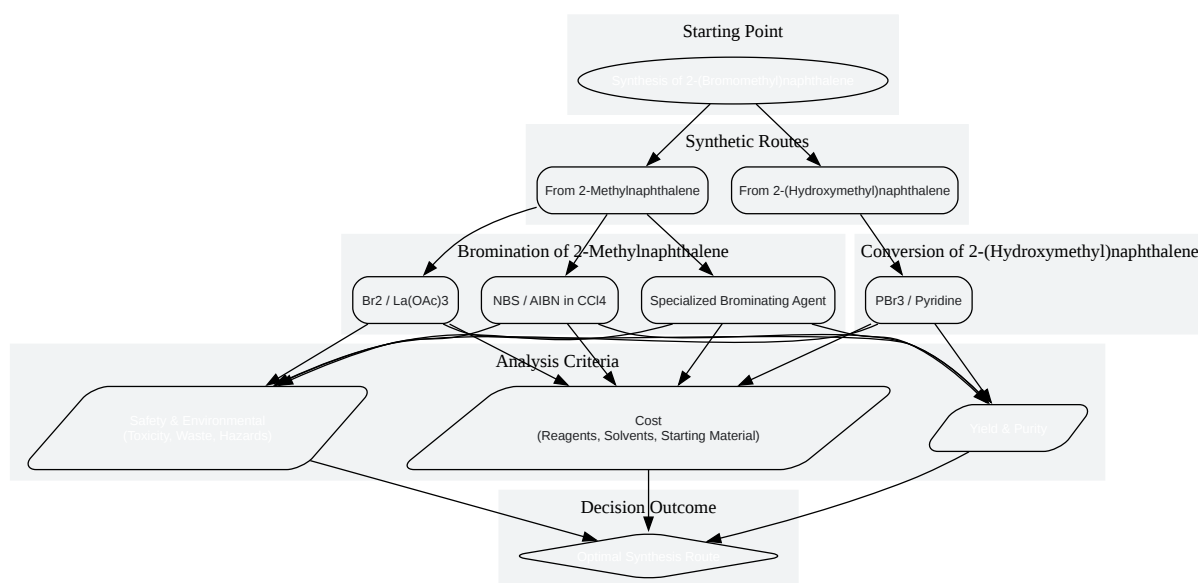 Starting Point
Synthesis of 2-(Bromomethyl)naphthalene
Synthetic Routes
From 2-Methylnaphthalene
From 2-(Hydroxymethyl)naphthalene
Bromination of 2-Methylnaphthalene
Conversion of 2-(Hydroxymethyl)naphthalene
Br2 / La(OAc)3
NBS / AIBN in CCl4
Specialized Brominating Agent
PBr3 / Pyridine
Analysis Criteria
Safety & Environmental
(Toxicity, Waste, Hazards)
Cost
(Reagents, Solvents, Starting Material)
Yield & Purity
Decision Outcome
Optimal Synthesis Route